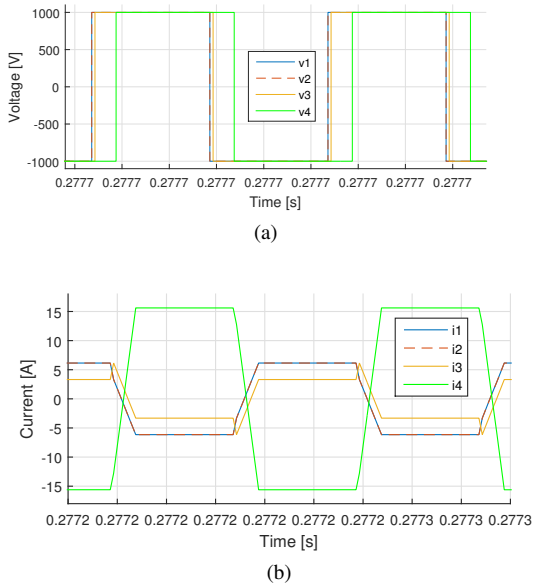 1000
500
0
-500
-1000
Voltage [V]
v1
v2
v3
v4
0.2777 0.2777 0.2777 0.2777 0.2777 0.2777 0.2777 0.2777 0.2777
Time [s]
(a)
15
10
5
0
-5
-10
-15
Current [A]
i1
i2
i3
i4
0.2772 0.2772 0.2772 0.2772 0.2772 0.2772 0.2772 0.2773 0.2773 0.2773
Time [s]
(b)